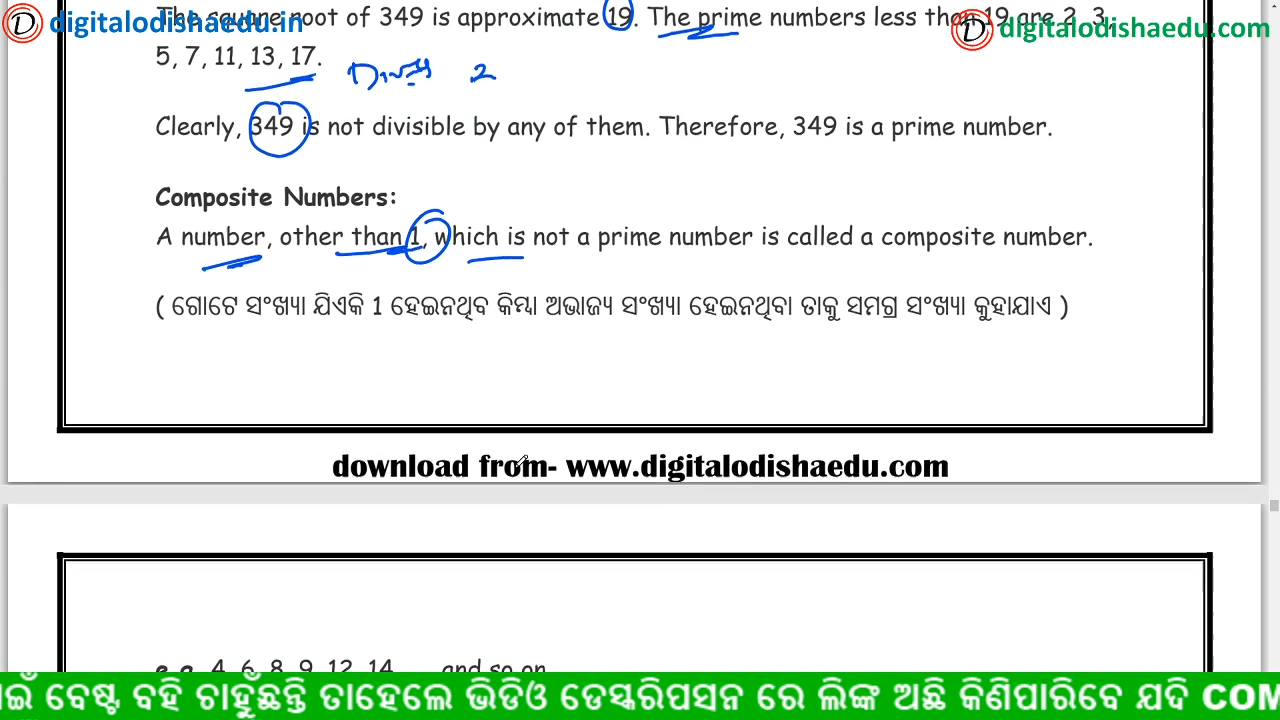 The square root of 349 is approximate 19. The prime numbers less than 19 are 2, 3,
digitalodishaedu.in
digitalodishaedu.com
5, 7, 11, 13, 17.
2
Clearly, 349 is not divisible by any of them. Therefore, 349 is a prime number.
Composite Numbers:
A number, other than 1, which is not a prime number is called a composite number.
( ଗୋଟେ ସଂଖ୍ୟା ଯିଏକି 1 ହେଇନଥିବ କିମ୍ବା ଅଭାଜ୍ୟ ସଂଖ୍ୟା ହେଇନଥିବା ତାକୁ ସମଗ୍ର ସଂଖ୍ୟା କୁହାଯାଏ )
download from- www.digitalodishaedu.com
e.g. 4, 6, 8, 9, 12, 14 .... and so on
ବେଷ୍ଟ ବହି ଚାହୁଁଛନ୍ତି ତାହେଲେ ଭିଡିଓ ଡେସ୍କରିପସନ ରେ ଲିଙ୍କ ଅଛି କିଣିପାରିବେ ଯଦି COM